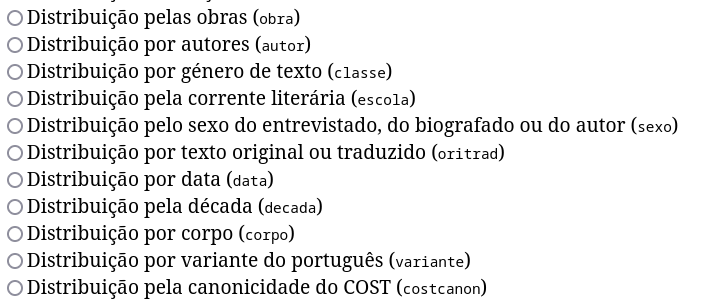 Distribuição pelas obras (obra)
Distribuição por autores (autor)
Distribuição por género de texto (classe)
Distribuição pela corrente literária (escola)
Distribuição pelo sexo do entrevistado, do biografado ou do autor (sexo)
Distribuição por texto original ou traduzido (oritrad)
Distribuição por data (data)
Distribuição pela década (decada)
Distribuição por corpo (corpo)
Distribuição por variante do português (variante)
Distribuição pela canonicidade do COST (costcanon)